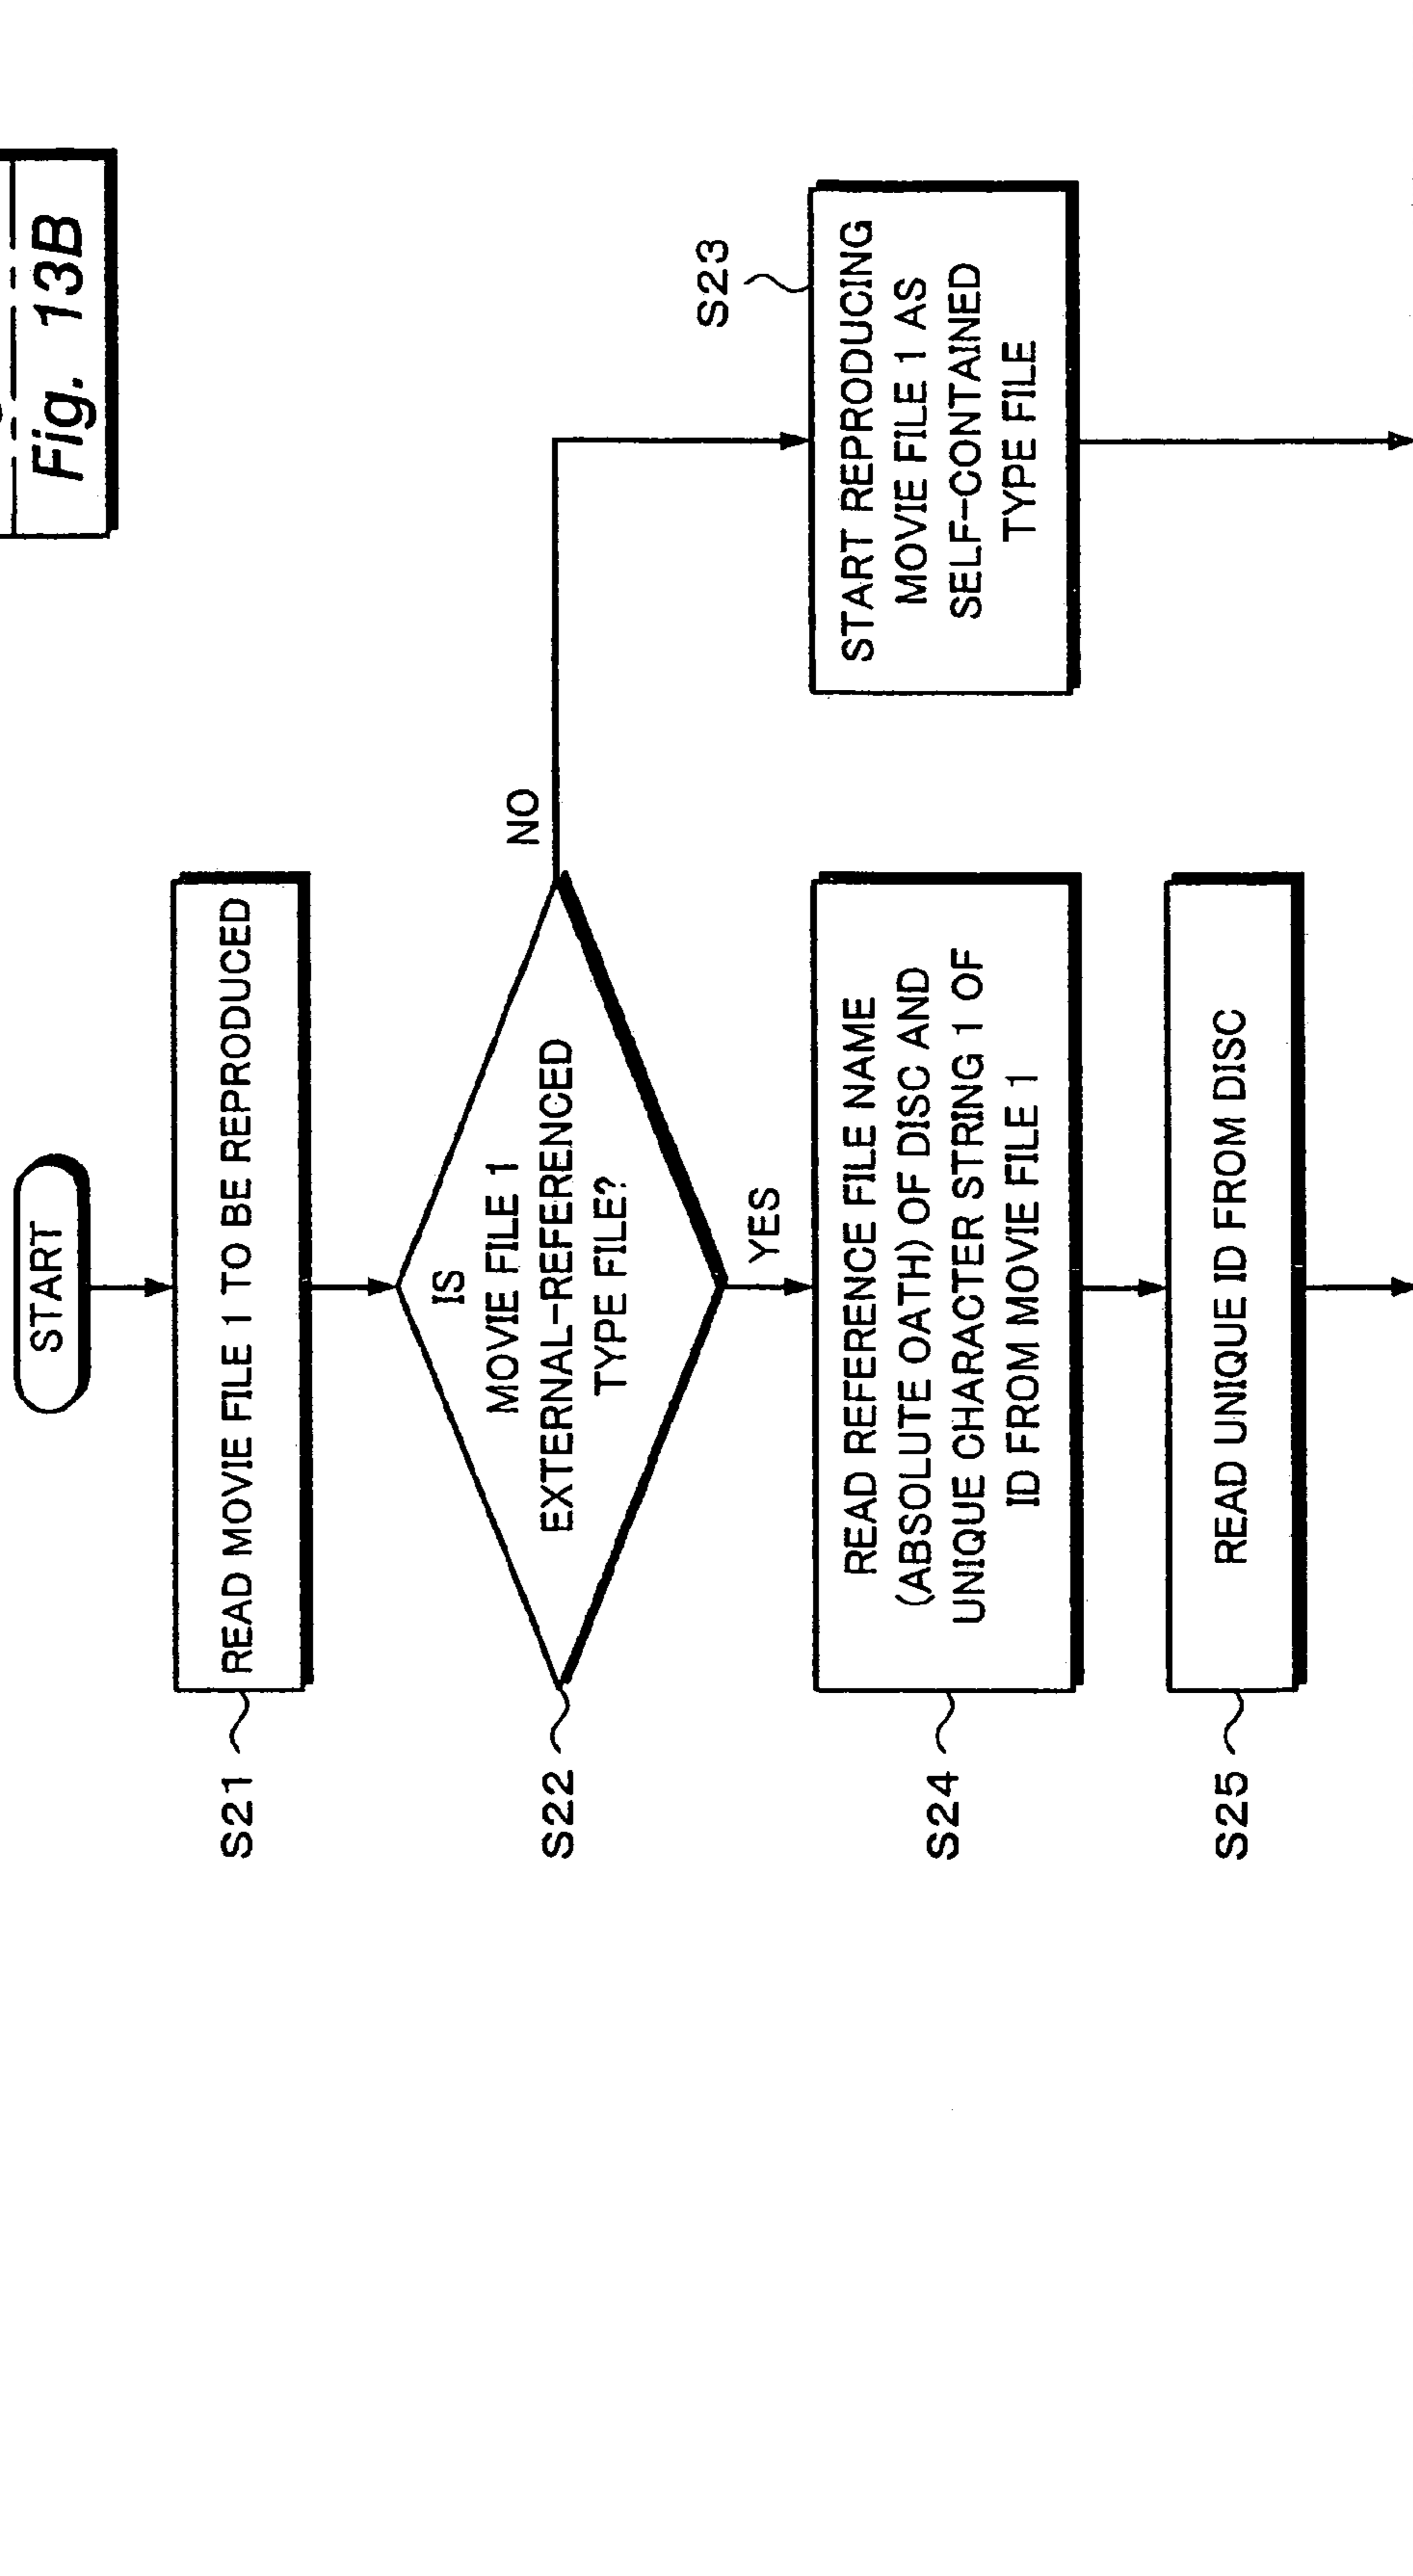 Fig. 13B
START
S21
READ MOVIE FILE 1 TO BE REPRODUCED
S22
IS
MOVIE FILE 1
EXTERNAL-REFERENCED
TYPE FILE?
NO
YES
S23
START REPRODUCING
MOVIE FILE 1 AS
SELF-CONTAINED
TYPE FILE
S24
READ REFERENCE FILE NAME
(ABSOLUTE OATH) OF DISC AND
UNIQUE CHARACTER STRING 1 OF
ID FROM MOVIE FILE 1
S25
READ UNIQUE ID FROM DISC